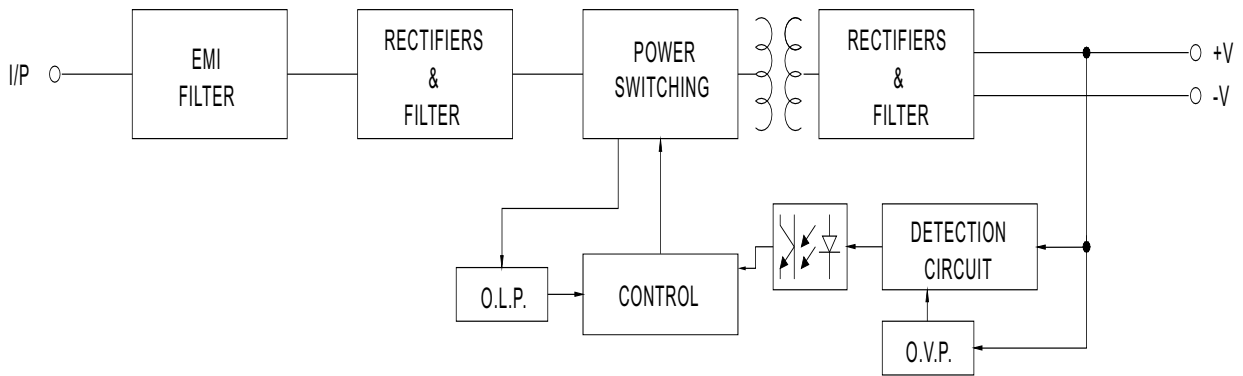 I/P
EMI
FILTER
RECTIFIERS
&
FILTER
POWER
SWITCHING
RECTIFIERS
&
FILTER
+V
-V
O.L.P.
CONTROL
DETECTION
CIRCUIT
O.V.P.